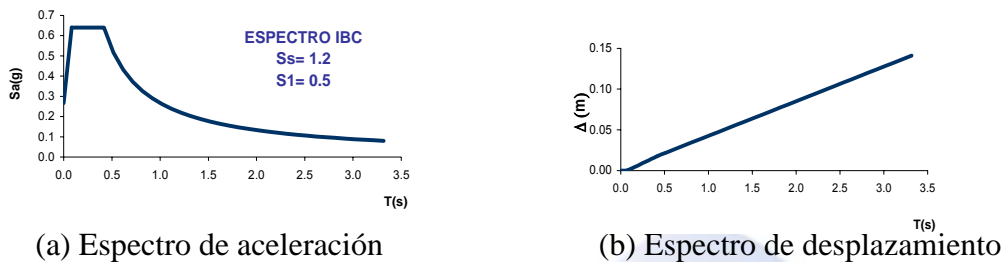 0.7
0.6
0.5
0.4
0.3
0.2
0.1
0.0
Sa(g)
ESPECTRO IBC
Ss= 1.2
S1= 0.5
0.0 0.5 1.0 1.5 2.0 2.5 3.0 3.5
T(s)
(a) Espectro de aceleración
0.15
0.10
0.05
0.00
Δ (m)
0.0 0.5 1.0 1.5 2.0 2.5 3.0 3.5
T(s)
(b) Espectro de desplazamiento